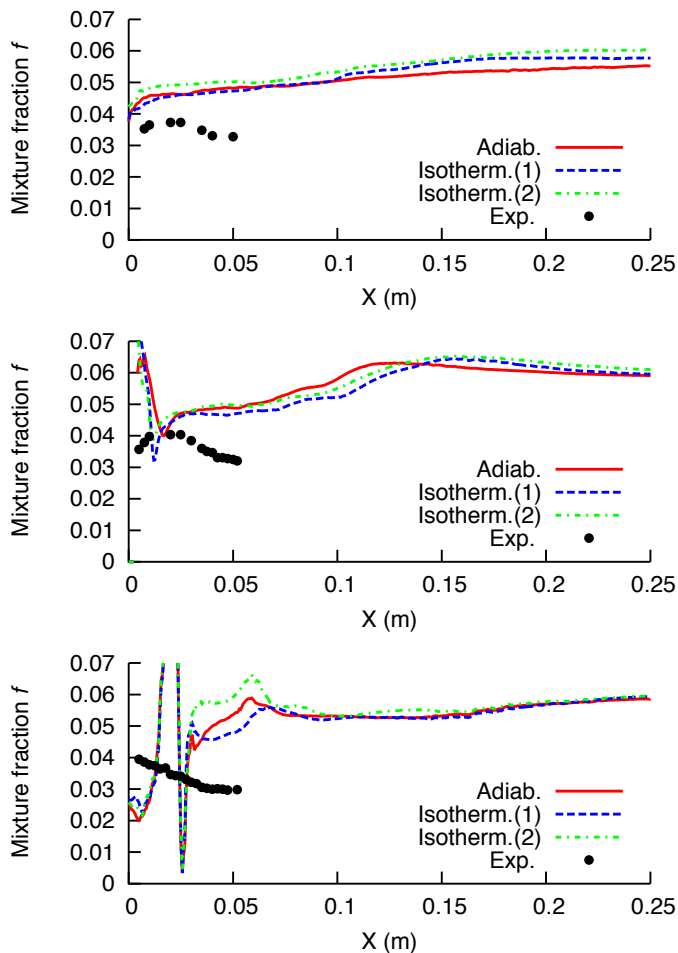 0.07
0.06
0.05
0.04
0.03
0.02
0.01
0
Mixture fraction f
Adiab.
Isotherm.(1)
Isotherm.(2)
Exp.
0 0.05 0.1 0.15 0.2 0.25
X (m)
0.07
0.06
0.05
0.04
0.03
0.02
0.01
0
Mixture fraction f
Adiab.
Isotherm.(1)
Isotherm.(2)
Exp.
0 0.05 0.1 0.15 0.2 0.25
X (m)
0.07
0.06
0.05
0.04
0.03
0.02
0.01
0
Mixture fraction f
Adiab.
Isotherm.(1)
Isotherm.(2)
Exp.
0 0.05 0.1 0.15 0.2 0.25
X (m)